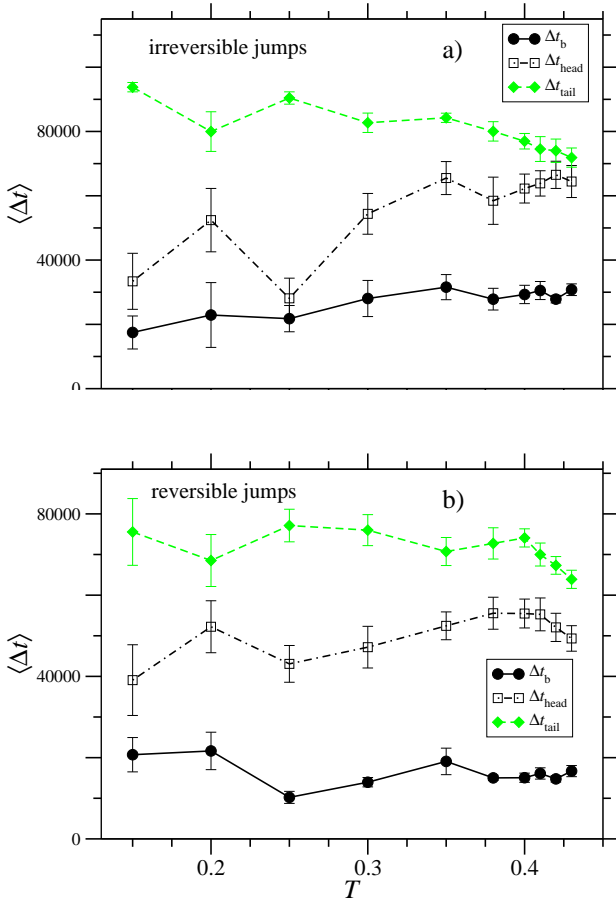 irreversible jumps
a)
Δt_b
Δt_head
Δt_tail
80000
40000
0
⟨Δt⟩
reversible jumps
b)
80000
40000
0
⟨Δt⟩
Δt_b
Δt_head
Δt_tail
0.2 0.3 0.4
T